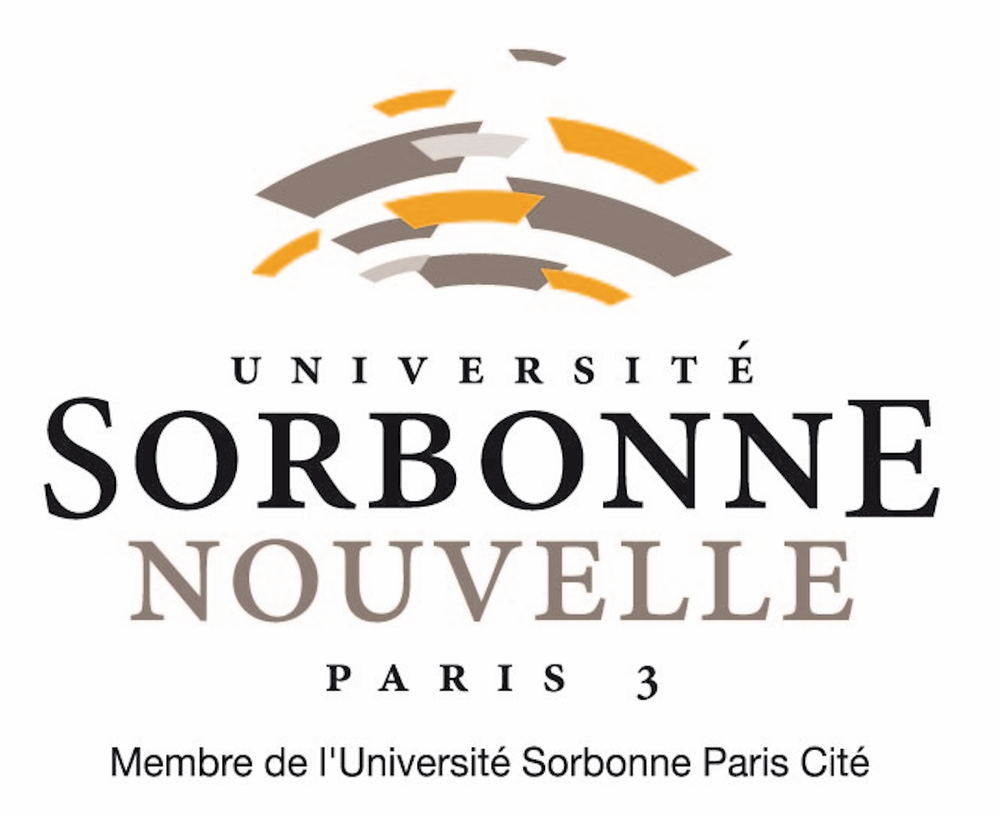 UNIVERSITÉ
SORBONNE
NOUVELLE
PARIS 3
Membre de l'Université Sorbonne Paris Cité